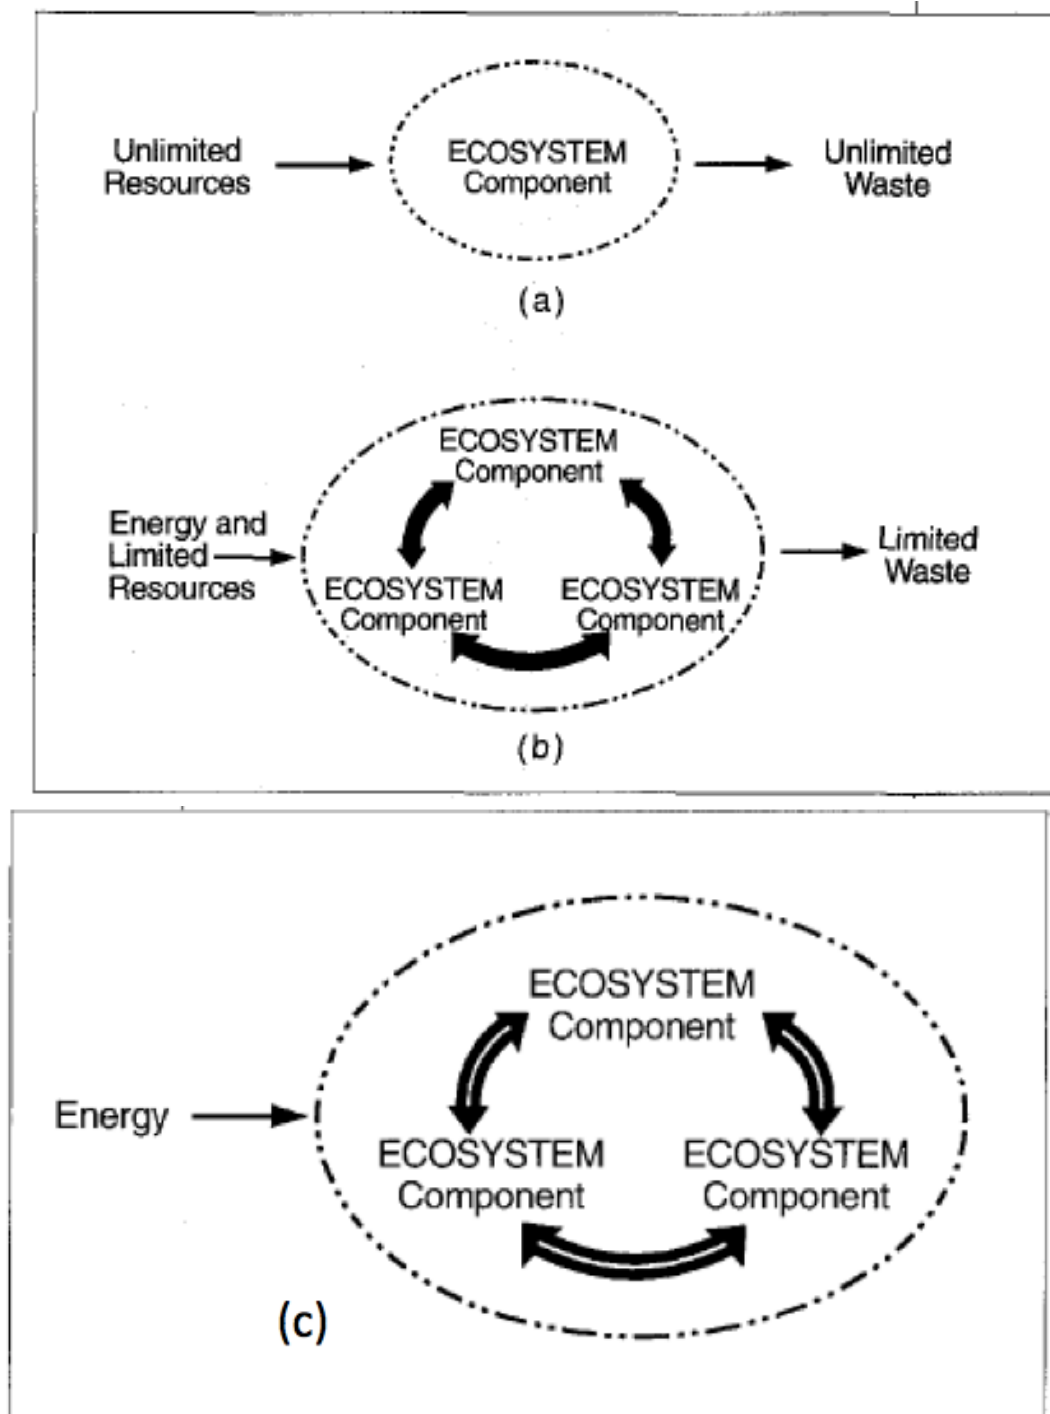 Unlimited
Resources
ECOSYSTEM
Component
Unlimited
Waste
(a)
ECOSYSTEM
Component
Energy and
Limited
Resources
ECOSYSTEM
Component
ECOSYSTEM
Component
Limited
Waste
(b)
ECOSYSTEM
Component
Energy
ECOSYSTEM
Component
ECOSYSTEM
Component
(c)